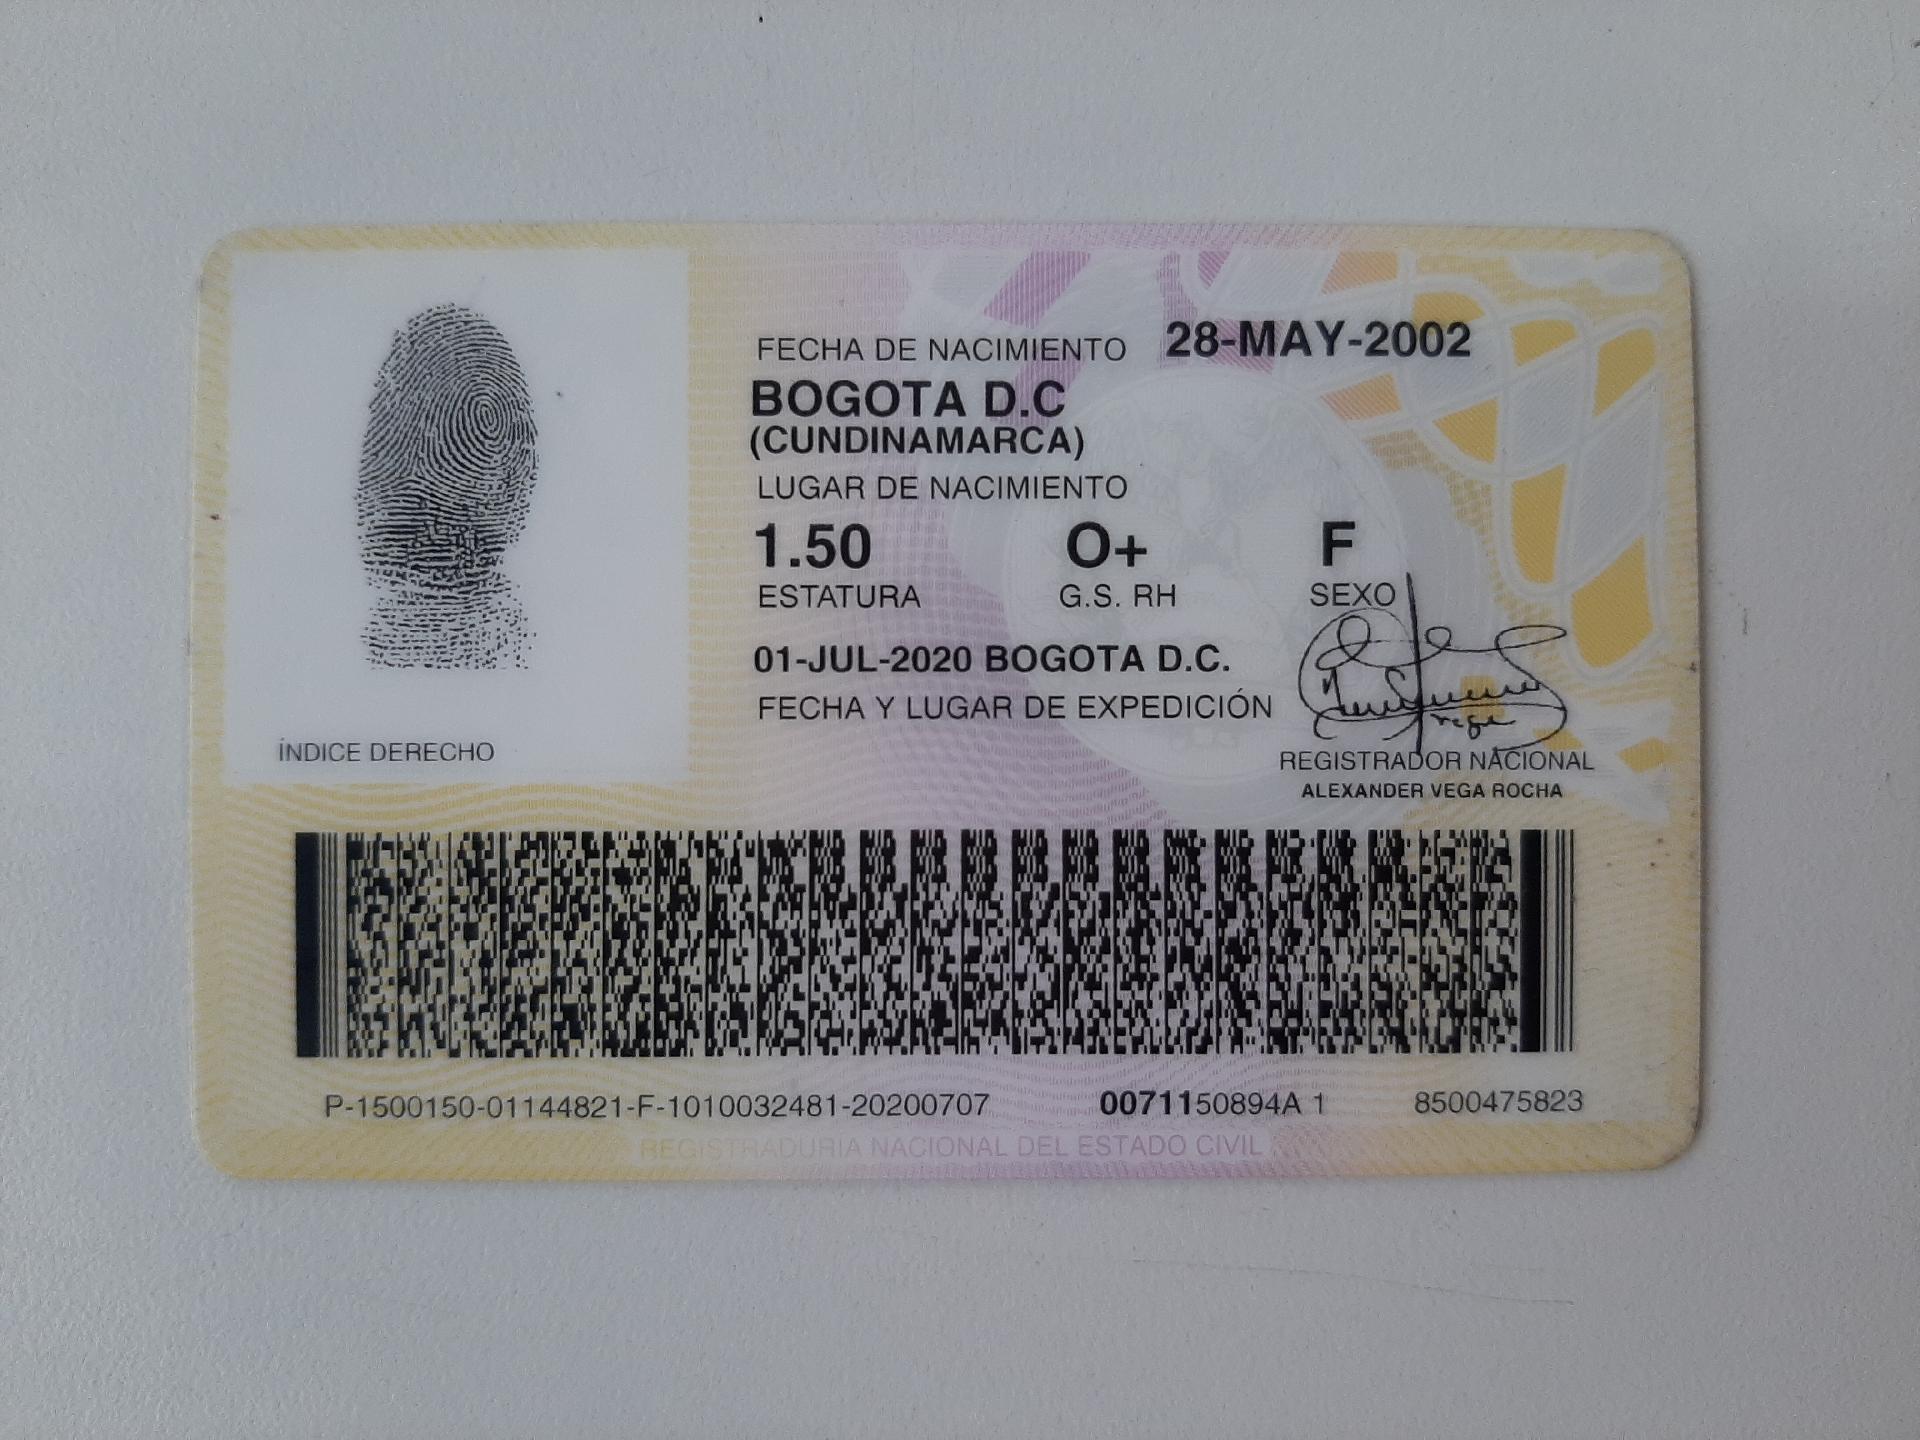 FECHA DE NACIMIENTO 28-MAY-2002
BOGOTA D.C
(CUNDINAMARCA)
LUGAR DE NACIMIENTO
1.50 O+ F
ESTATURA G.S. RH SEXO
01-JUL-2020 BOGOTA D.C.
FECHA Y LUGAR DE EXPEDICIÓN
ÍNDICE DERECHO
REGISTRADOR NACIONAL
ALEXANDER VEGA ROCHA
P-1500150-01144821-F-1010032481-20200707 0071150894A 1 8500475823
REGISTRADURIA NACIONAL DEL ESTADO CIVIL